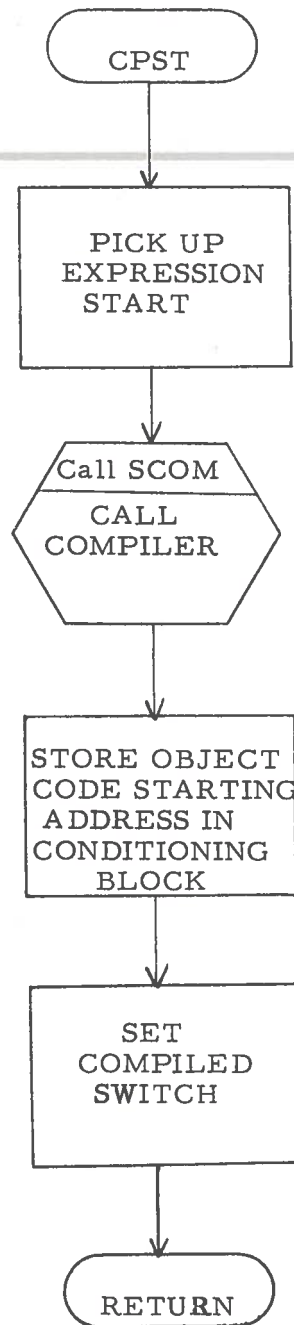 CPST
PICK UP
EXPRESSION
START
Call SCOM
CALL
COMPILER
STORE OBJECT
CODE STARTING
ADDRESS IN
CONDITIONING
BLOCK
SET
COMPILED
SWITCH
RETURN